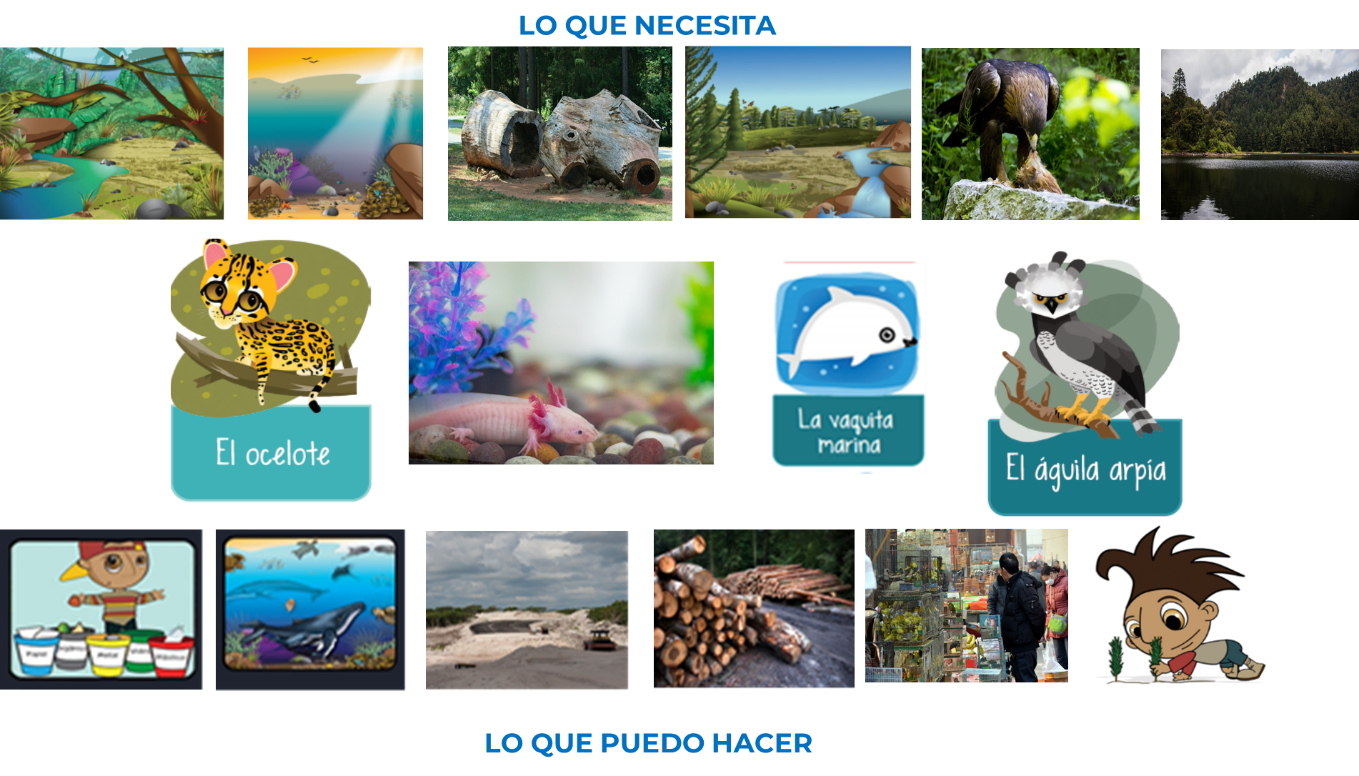 LO QUE NECESITA
El ocelote
La vaquita
marina
El águila arpía
LO QUE PUEDO HACER